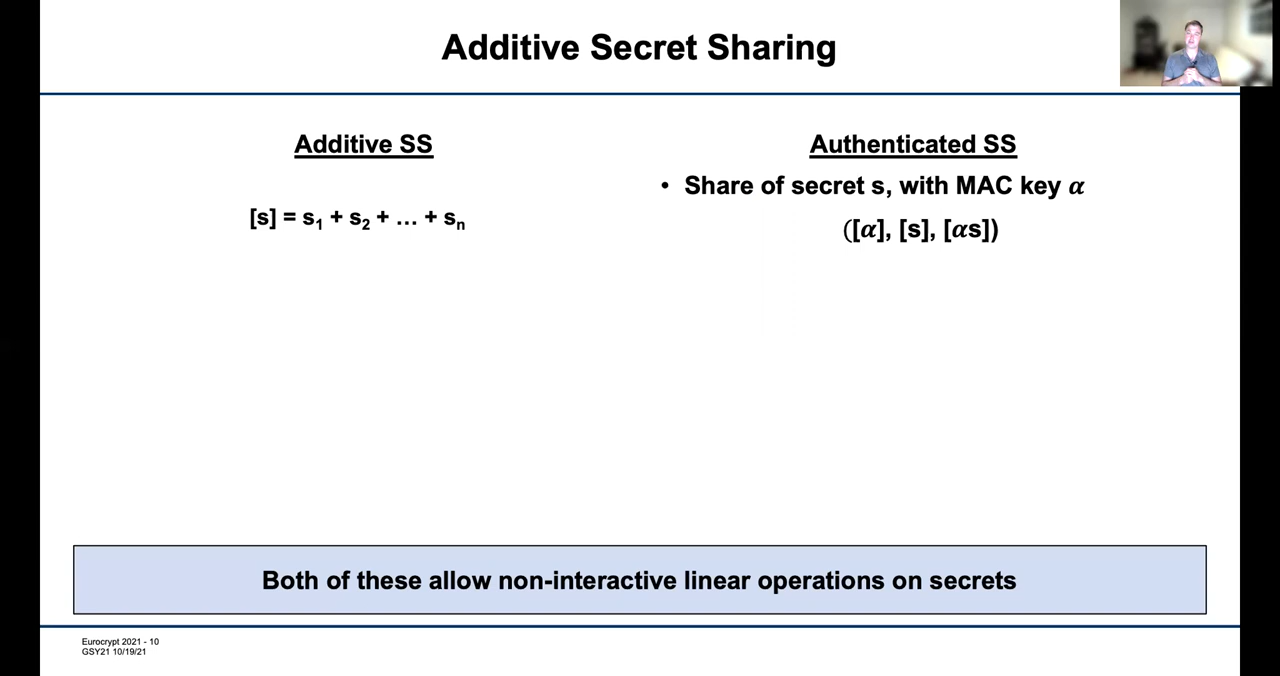 Additive Secret Sharing
Additive SS
[s] = s₁ + s₂ + … + sₙ
Authenticated SS
• Share of secret s, with MAC key α
([α], [s], [αs])
Both of these allow non-interactive linear operations on secrets
Eurocrypt 2021 - 10
GSY21 10/19/21